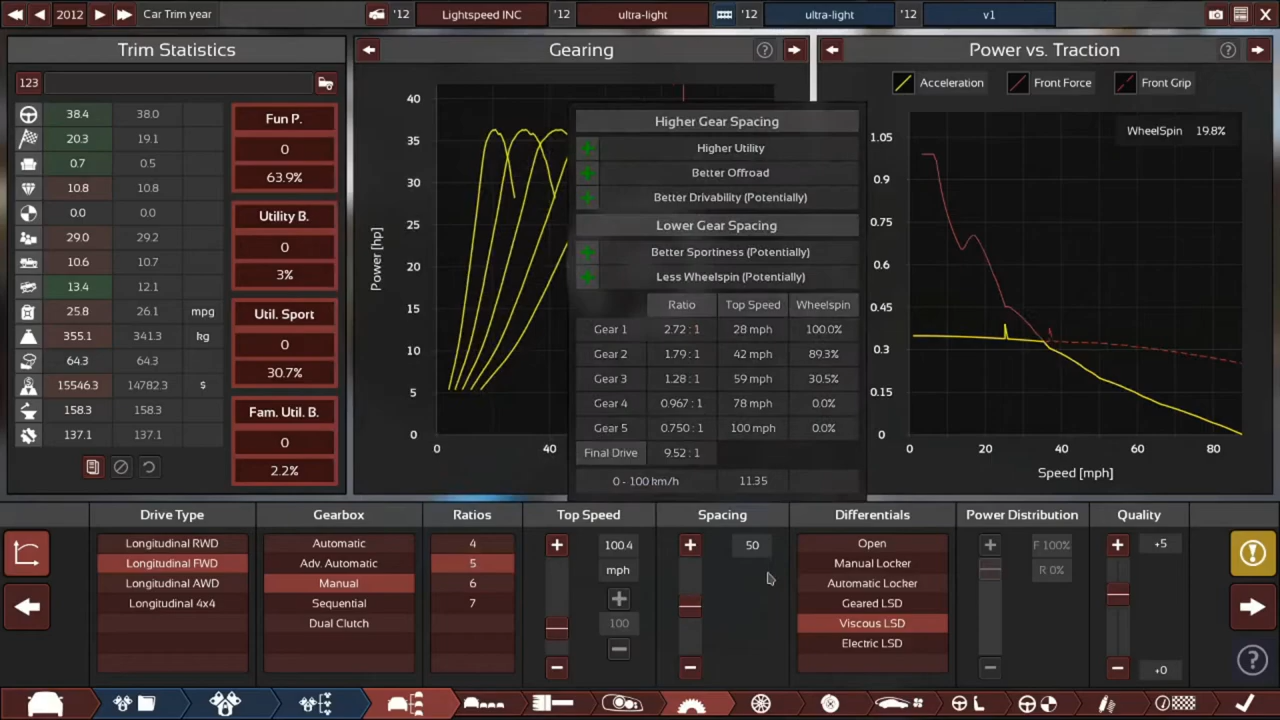 2012
Car Trim year
'12
Lightspeed INC
'12
ultra-light
'12
ultra-light
'12
v1
Trim Statistics
123
38.4 38.0
20.3 19.1
0.7 0.5
10.8 10.8
0.0 0.0
29.0 29.2
10.6 10.7
13.4 12.1
25.8 26.1 mpg
355.1 341.3 kg
64.3 64.3
15546.3 14782.3 $
158.3 158.3
137.1 137.1
Fun P.
0
63.9%
Utility B.
0
3%
Util. Sport
0
30.7%
Fam. Util. B.
0
2.2%
Gearing
?
Power [hp]
40
35
30
25
20
15
10
5
0
0
40
Higher Gear Spacing
Higher Utility
Better Offroad
Better Drivability (Potentially)
Lower Gear Spacing
Better Sportiness (Potentially)
Less Wheelspin (Potentially)
Ratio Top Speed Wheelspin
Gear 1 2.72 : 1 28 mph 100.0%
Gear 2 1.79 : 1 42 mph 89.3%
Gear 3 1.28 : 1 59 mph 30.5%
Gear 4 0.967 : 1 78 mph 0.0%
Gear 5 0.750 : 1 100 mph 0.0%
Final Drive 9.52 : 1
0 - 100 km/h 11.35
Power vs. Traction
?
Acceleration Front Force Front Grip
WheelSpin 19.8%
1.05
0.9
0.75
0.6
0.45
0.3
0.15
0
0 20 40 60 80
Speed [mph]
Drive Type
Longitudinal RWD
Longitudinal FWD
Longitudinal AWD
Longitudinal 4x4
Gearbox
Automatic
Adv. Automatic
Manual
Sequential
Dual Clutch
Ratios
4
5
6
7
Top Speed
100.4
mph
100
Spacing
50
Differentials
Open
Manual Locker
Automatic Locker
Geared LSD
Viscous LSD
Electric LSD
Power Distribution
F 100%
R 0%
Quality
+5
+0
?